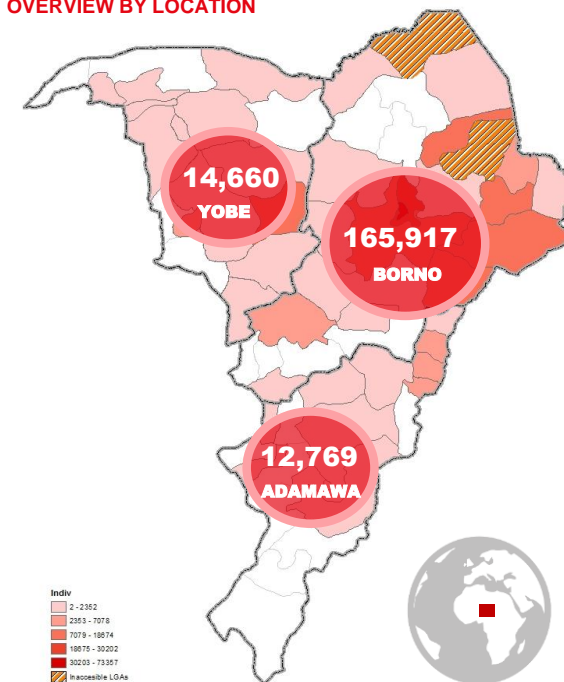 OVERVIEW BY LOCATION
14,660
YOBE
165,917
BORNO
12,769
ADAMAWA
Indiv
2 - 2352
2353 - 7078
7079 - 18674
18675 - 30202
30203 - 73357
Inaccesible LGAs